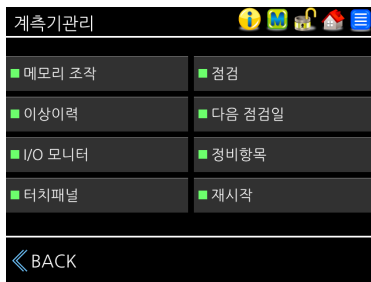 계측기관리
메모리 조작
점검
이상이력
다음 점검일
I/O 모니터
정비항목
터치패널
재시작
BACK